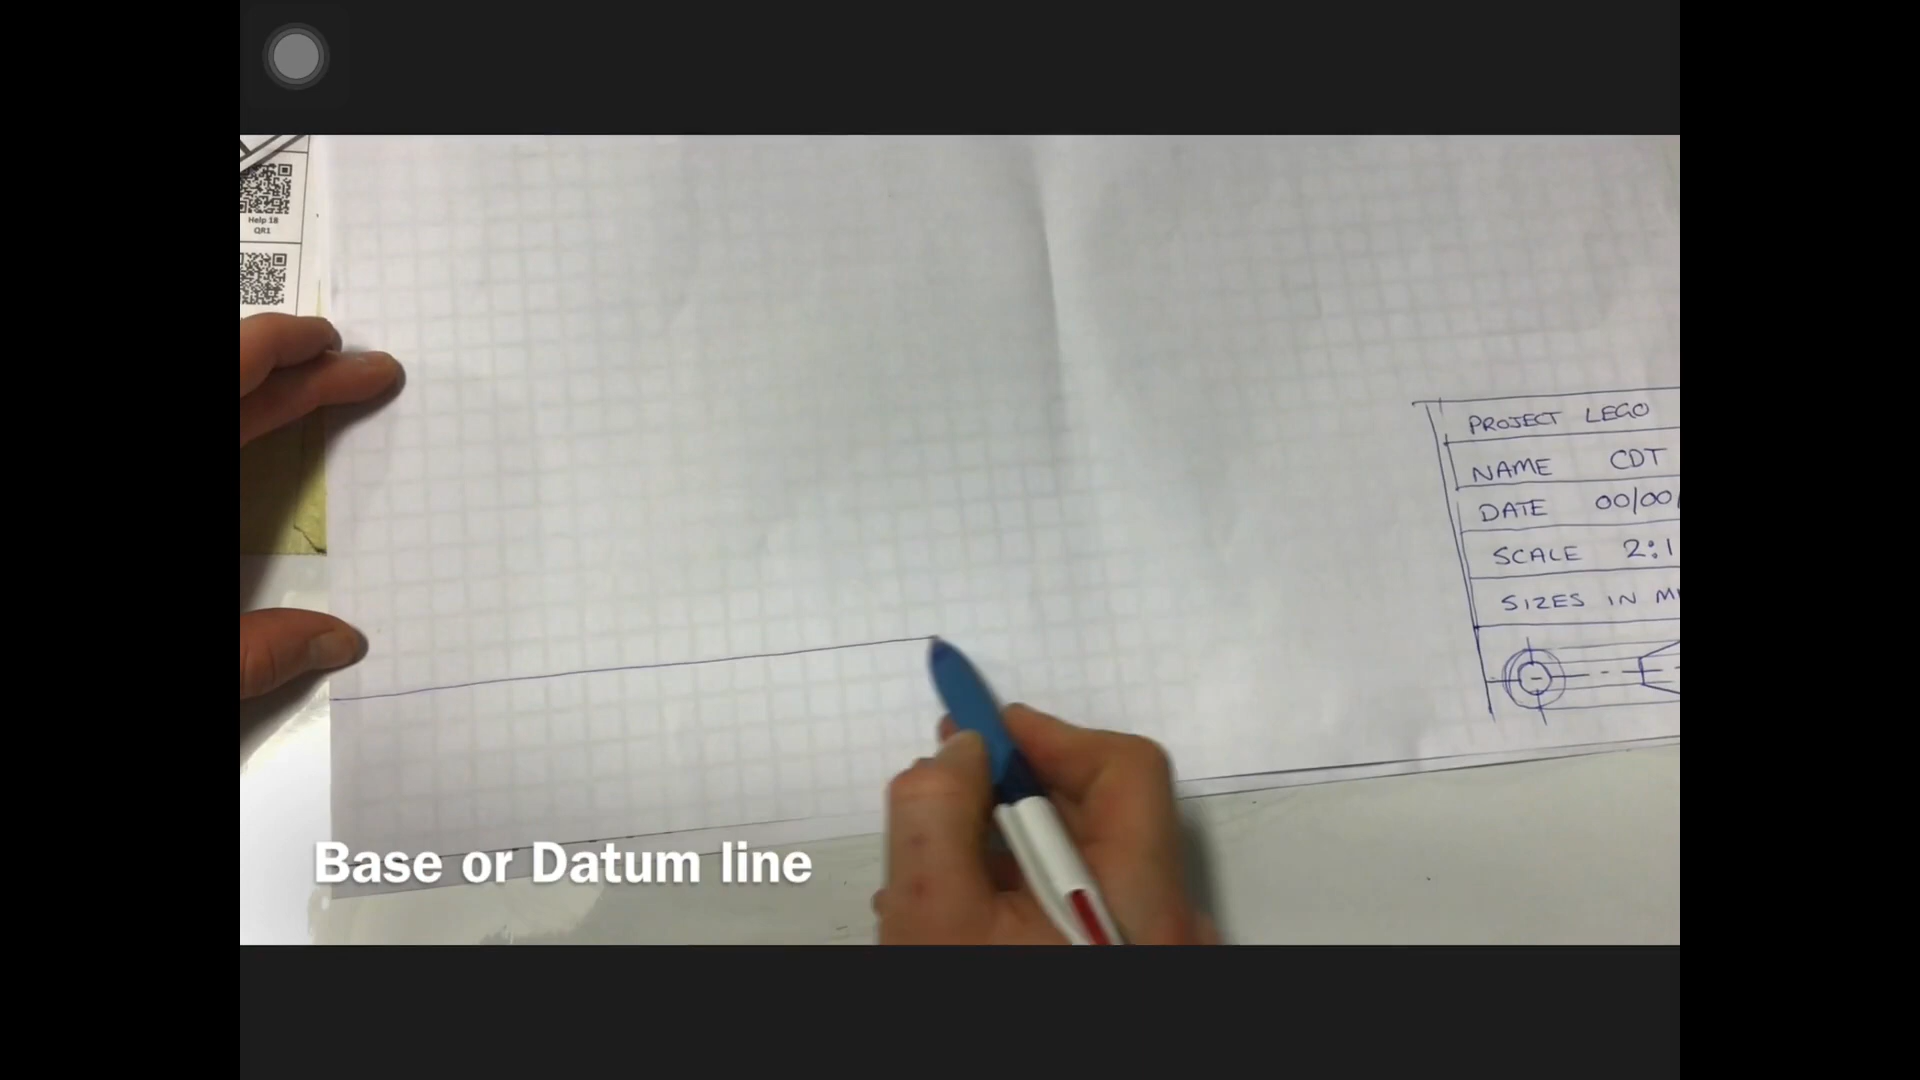 Help 18
QR1
PROJECT LEGO
NAME CDT
DATE 00/00/
SCALE 2:1
SIZES IN M
Base or Datum line